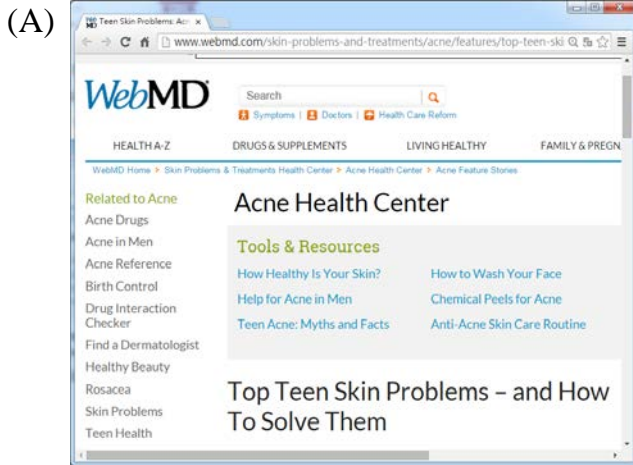 (A)
Teen Skin Problems: Ac
www.webmd.com/skin-problems-and-treatments/acne/features/top-teen-ski
WebMD
Search
Symptoms | Doctors | Health Care Reform
HEALTH A-Z DRUGS & SUPPLEMENTS LIVING HEALTHY FAMILY & PREGN
WebMD Home > Skin Problems & Treatments Health Center > Acne Health Center > Acne Feature Stories
Related to Acne
Acne Drugs
Acne in Men
Acne Reference
Birth Control
Drug Interaction
Checker
Find a Dermatologist
Healthy Beauty
Rosacea
Skin Problems
Teen Health
Acne Health Center
Tools & Resources
How Healthy Is Your Skin? How to Wash Your Face
Help for Acne in Men Chemical Peels for Acne
Teen Acne: Myths and Facts Anti-Acne Skin Care Routine
Top Teen Skin Problems – and How
To Solve Them